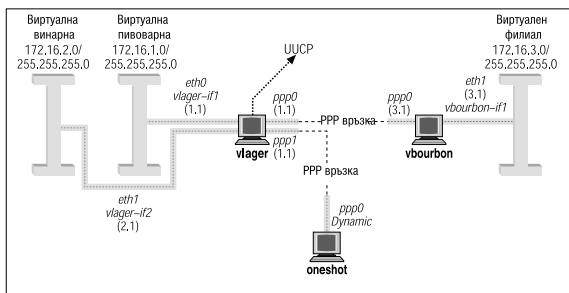 Виртуална
винарна
172.16.2.0/
255.255.255.0
Виртуална
пивоварна
172.16.1.0/
255.255.255.0
UUCP
Виртуален
филиал
172.16.3.0/
255.255.255.0
eth0
vlager-if1
(1.1)
ppp0
(1.1)
PPP връзка
ppp0
(3.1)
eth1
(3.1)
vbourbon-if1
vlager
ppp1
(1.1)
vbourbon
PPP връзка
eth1
vlager-if2
(2.1)
ppp0
Dynamic
oneshot